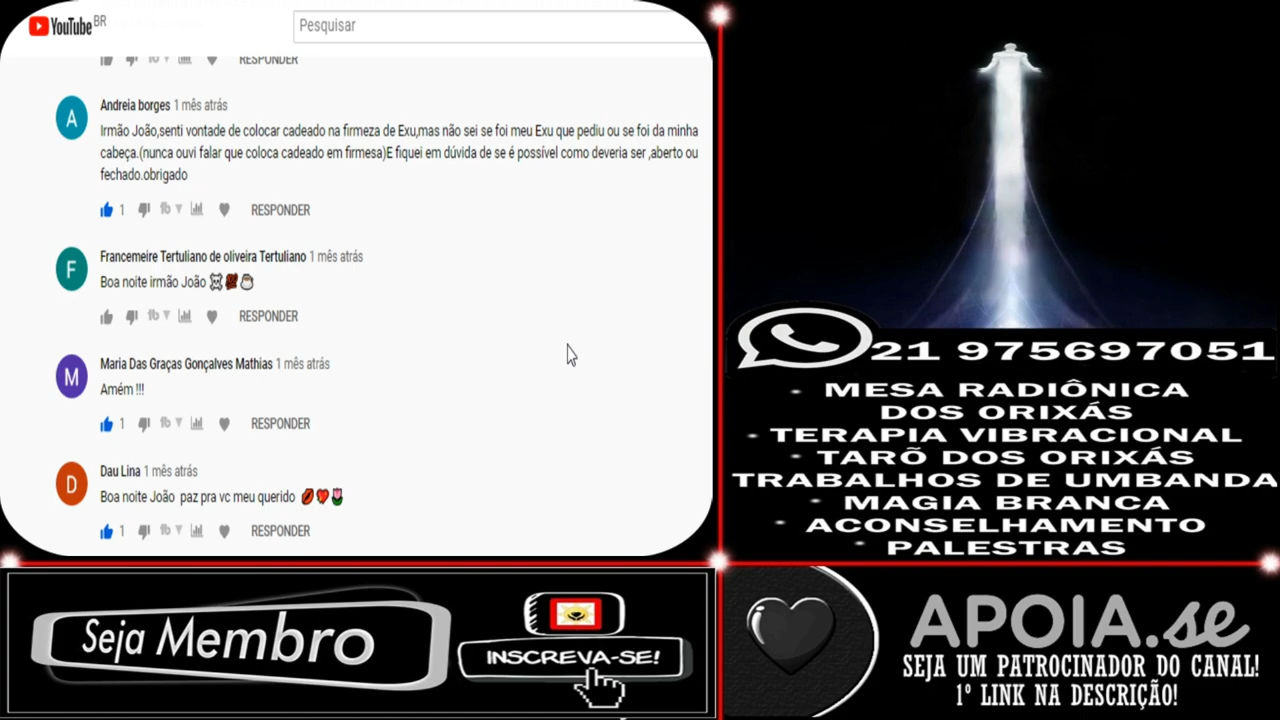 YouTube BR
Pesquisar
RESPONDER
Andreia borges 1 mês atrás
Irmão João,senti vontade de colocar cadeado na firmeza de Exu,mas não sei se foi meu Exu que pediu ou se foi da minha
cabeça.(nunca ouvi falar que coloca cadeado em firmesa)E fiquei em dúvida de se é possível como deveria ser ,aberto ou
fechado.obrigado
1 RESPONDER
Francemeire Tertuliano de oliveira Tertuliano 1 mês atrás
Boa noite irmão João ☠💯⛄
RESPONDER
Maria Das Graças Gonçalves Mathias 1 mês atrás
Amém !!!
1 RESPONDER
Dau Lina 1 mês atrás
Boa noite João paz pra vc meu querido 💋❤🌷
1 RESPONDER
A
F
M
D
21 975697051
• MESA RADIÔNICA
DOS ORIXÁS
• TERAPIA VIBRACIONAL
• TARÕ DOS ORIXÁS
TRABALHOS DE UMBANDA
• MAGIA BRANCA
• ACONSELHAMENTO
• PALESTRAS
Seja Membro
INSCREVA-SE!
APOIA.se
SEJA UM PATROCINADOR DO CANAL!
1º LINK NA DESCRIÇÃO!